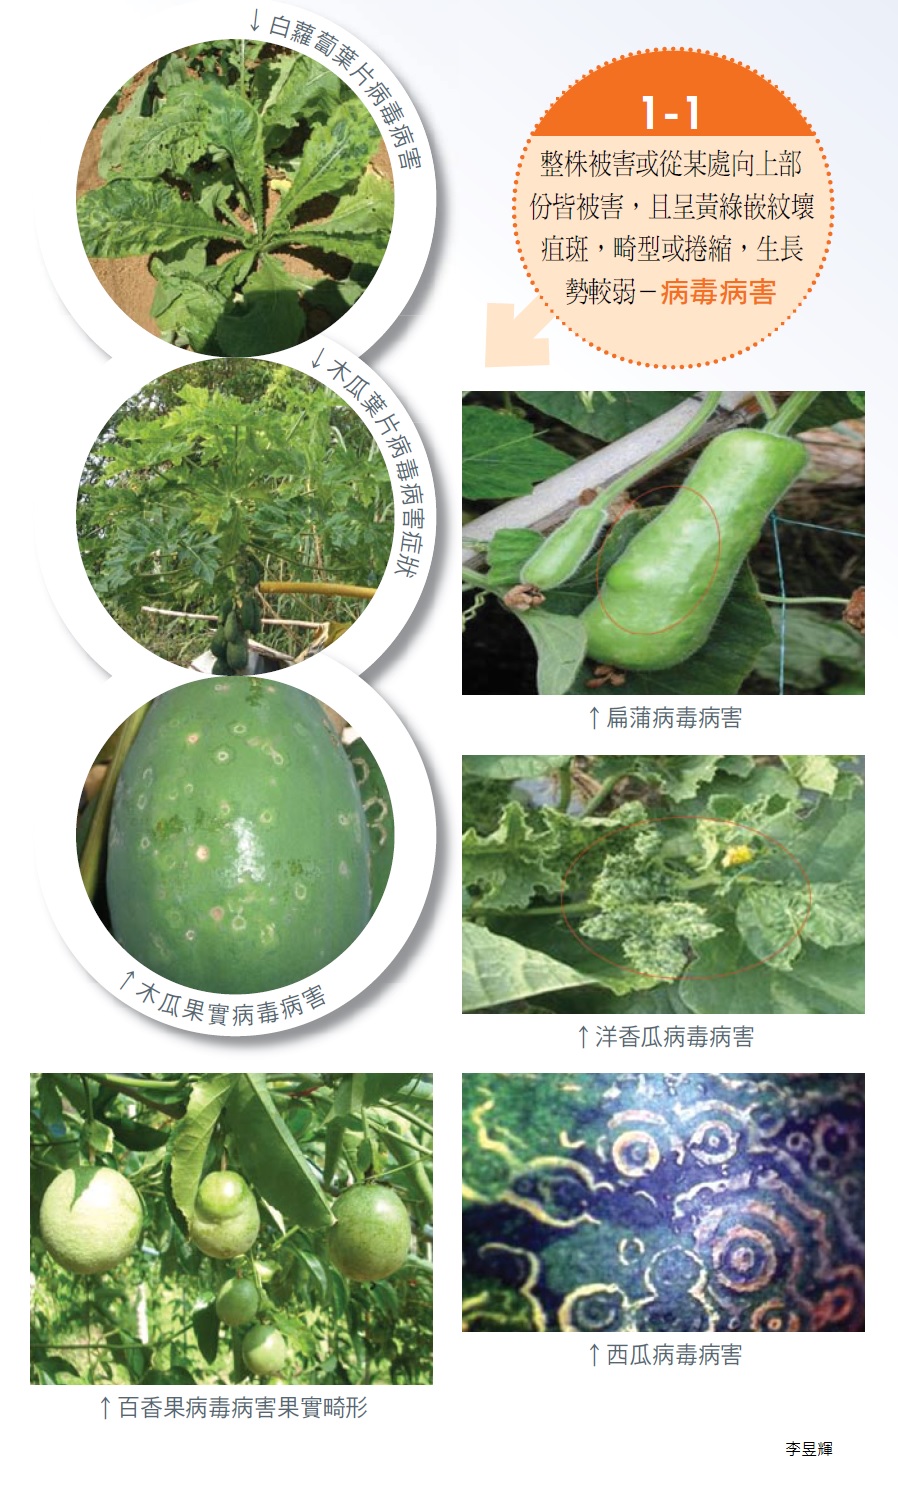 ↓白蘿蔔葉片病毒病害
1-1
整株被害或從某處向上部
份皆被害，且呈黃綠嵌紋壞
疽斑，畸型或捲縮，生長
勢較弱－病毒病害
↓木瓜葉片病毒病害症狀
↑扁蒲病毒病害
↑木瓜果實病毒病害
↑洋香瓜病毒病害
↑西瓜病毒病害
↑百香果病毒病害果實畸形
李昱輝